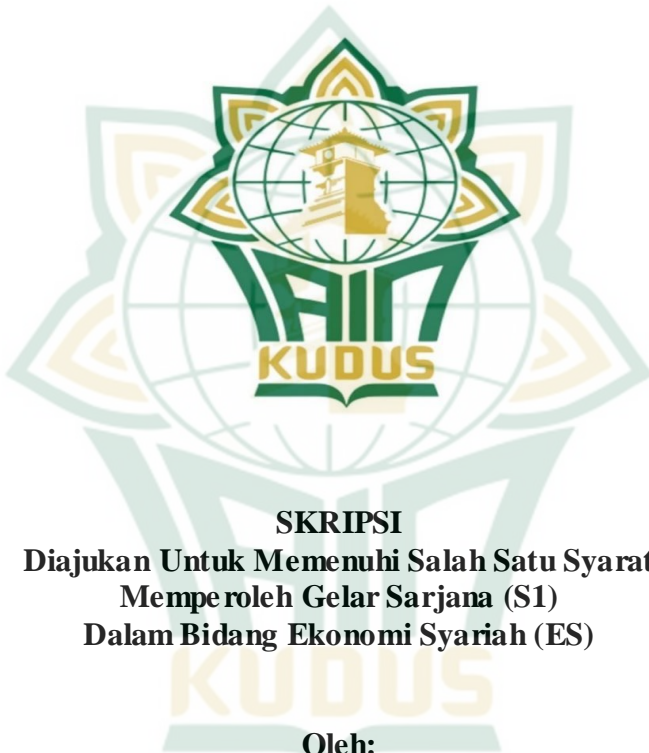 IAIN
KUDUS
SKRIPSI
Diajukan Untuk Memenuhi Salah Satu Syarat
Memperoleh Gelar Sarjana (S1)
Dalam Bidang Ekonomi Syariah (ES)
KUDUS
Oleh: